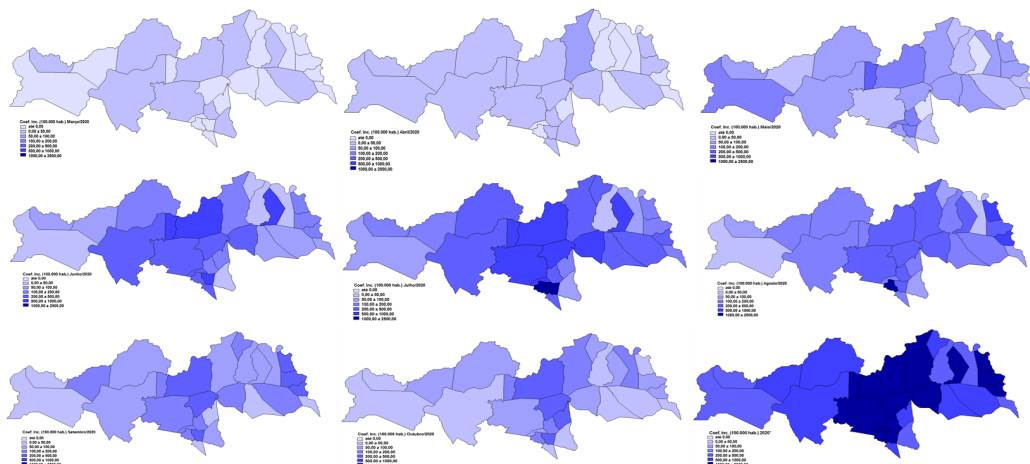 Coef. Inc. (100.000 hab.) Março/2020
até 0,00
0,00 a 50,00
50,00 a 100,00
100,00 a 200,00
200,00 a 500,00
500,00 a 1000,00
1000,00 a 2500,00
Coef. Inc. (100.000 hab.) Abril/2020
até 0,00
0,00 a 50,00
50,00 a 100,00
100,00 a 200,00
200,00 a 500,00
500,00 a 1000,00
1000,00 a 2500,00
Coef. Inc. (100.000 hab.) Maio/2020
até 0,00
0,00 a 50,00
50,00 a 100,00
100,00 a 200,00
200,00 a 500,00
500,00 a 1000,00
1000,00 a 2500,00
Coef. Inc. (100.000 hab.) Junho/2020
até 0,00
0,00 a 50,00
50,00 a 100,00
100,00 a 200,00
200,00 a 500,00
500,00 a 1000,00
1000,00 a 2500,00
Coef. Inc. (100.000 hab.) Julho/2020
até 0,00
0,00 a 50,00
50,00 a 100,00
100,00 a 200,00
200,00 a 500,00
500,00 a 1000,00
1000,00 a 2500,00
Coef. Inc. (100.000 hab.) Agosto/2020
até 0,00
0,00 a 50,00
50,00 a 100,00
100,00 a 200,00
200,00 a 500,00
500,00 a 1000,00
1000,00 a 2500,00
Coef. Inc. (100.000 hab.) Setembro/2020
até 0,00
0,00 a 50,00
50,00 a 100,00
100,00 a 200,00
200,00 a 500,00
500,00 a 1000,00
Coef. Inc. (100.000 hab.) Outubro/2020
até 0,00
0,00 a 50,00
50,00 a 100,00
100,00 a 200,00
200,00 a 500,00
500,00 a 1000,00
Coef. Inc. (100.000 hab.) 2020*
até 0,00
0,00 a 50,00
50,00 a 100,00
100,00 a 200,00
200,00 a 500,00
500,00 a 1000,00